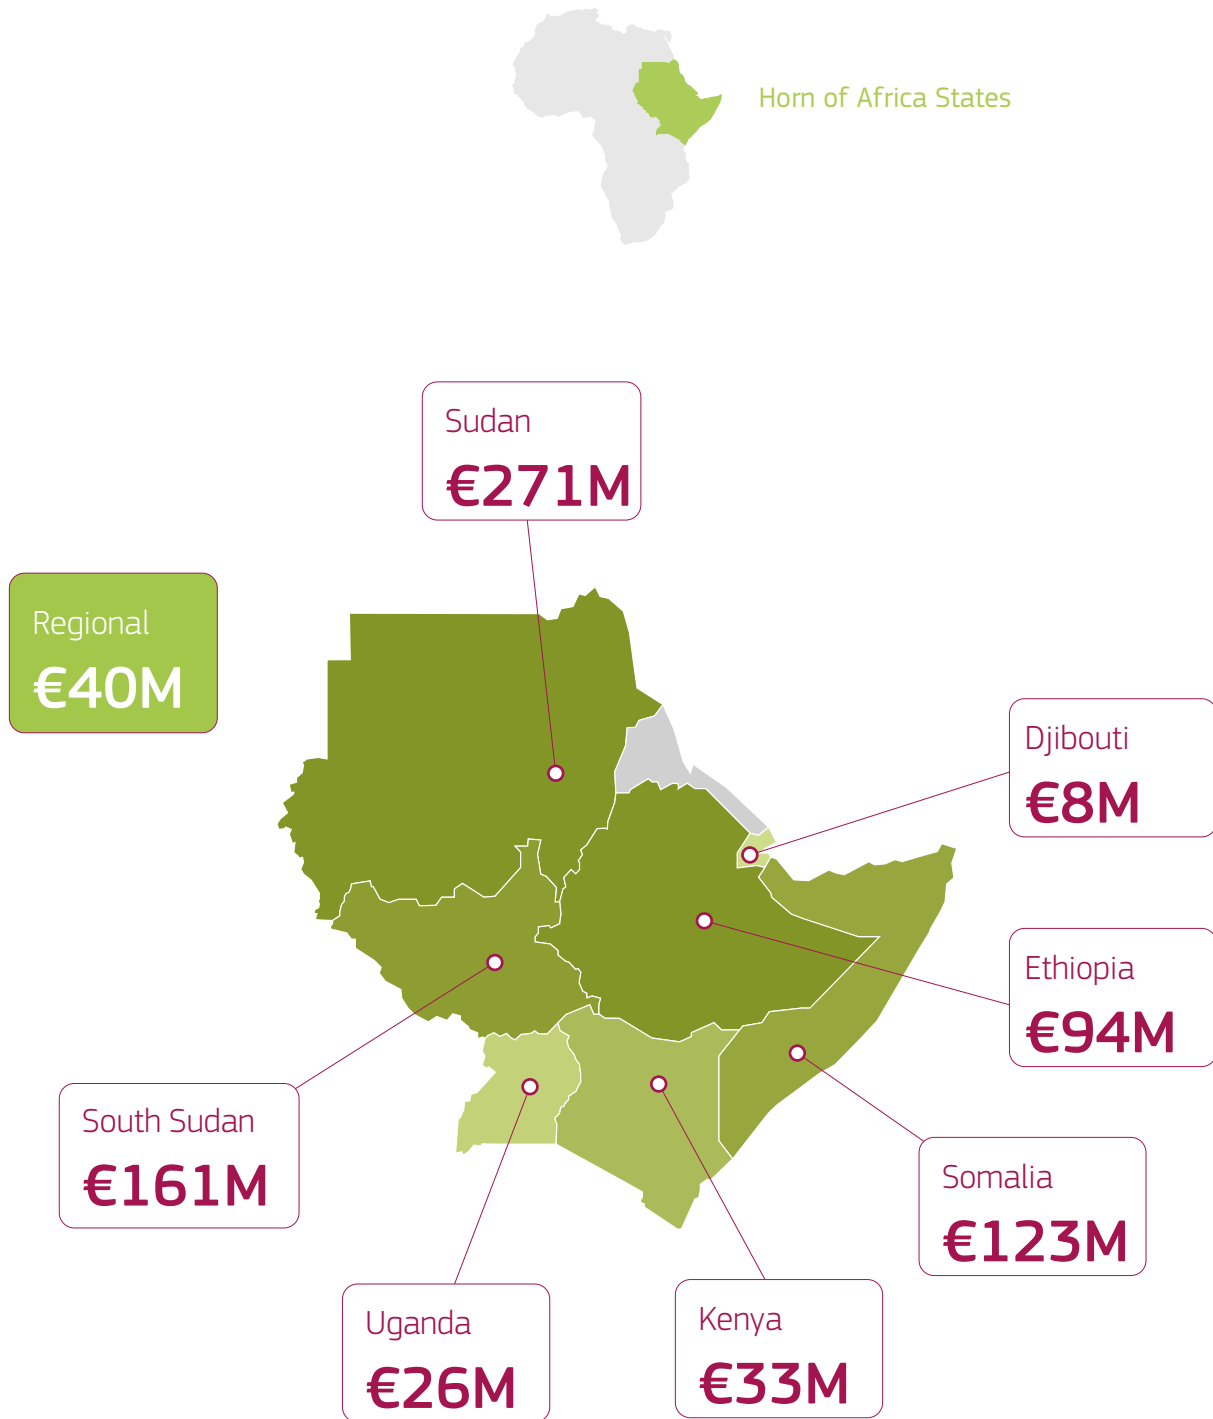 Horn of Africa States
Sudan
€271M
Regional
€40M
Djibouti
€8M
Ethiopia
€94M
South Sudan
€161M
Somalia
€123M
Uganda
€26M
Kenya
€33M